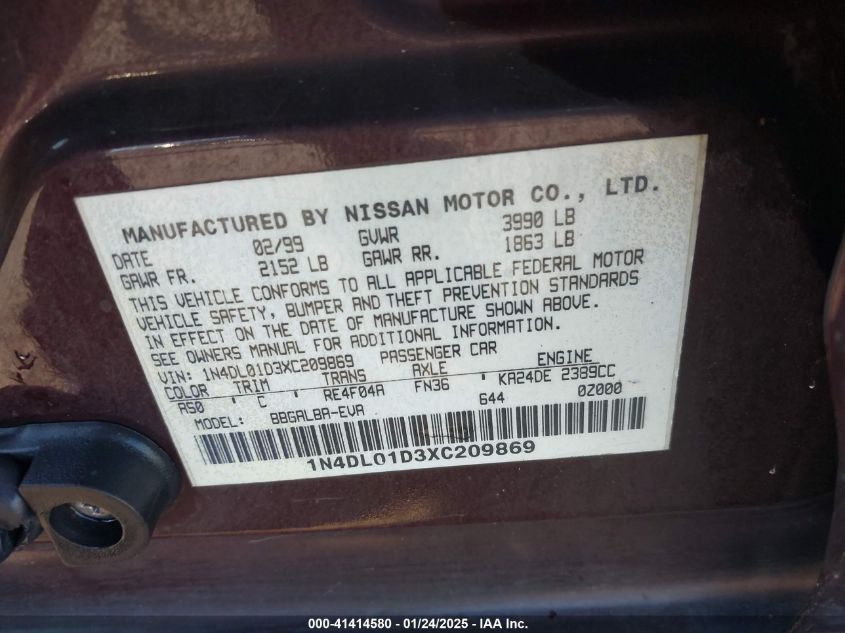 MANUFACTURED BY NISSAN MOTOR CO., LTD.
DATE 02/99 GVWR 3990 LB
GAWR FR. 2152 LB GAWR RR. 1863 LB
THIS VEHICLE CONFORMS TO ALL APPLICABLE FEDERAL MOTOR
VEHICLE SAFETY, BUMPER AND THEFT PREVENTION STANDARDS
IN EFFECT ON THE DATE OF MANUFACTURE SHOWN ABOVE.
SEE OWNERS MANUAL FOR ADDITIONAL INFORMATION.
VIN: 1N4DL01D3XC209869 PASSENGER CAR
COLOR TRIM TRANS AXLE ENGINE
AS0 ' C RE4F04A FN36 ' KA24DE 2389CC
MODEL: BBGALBA-EVA 644 0Z000
1N4DL01D3XC209869
000-41414580 - 01/24/2025 - IAA Inc.